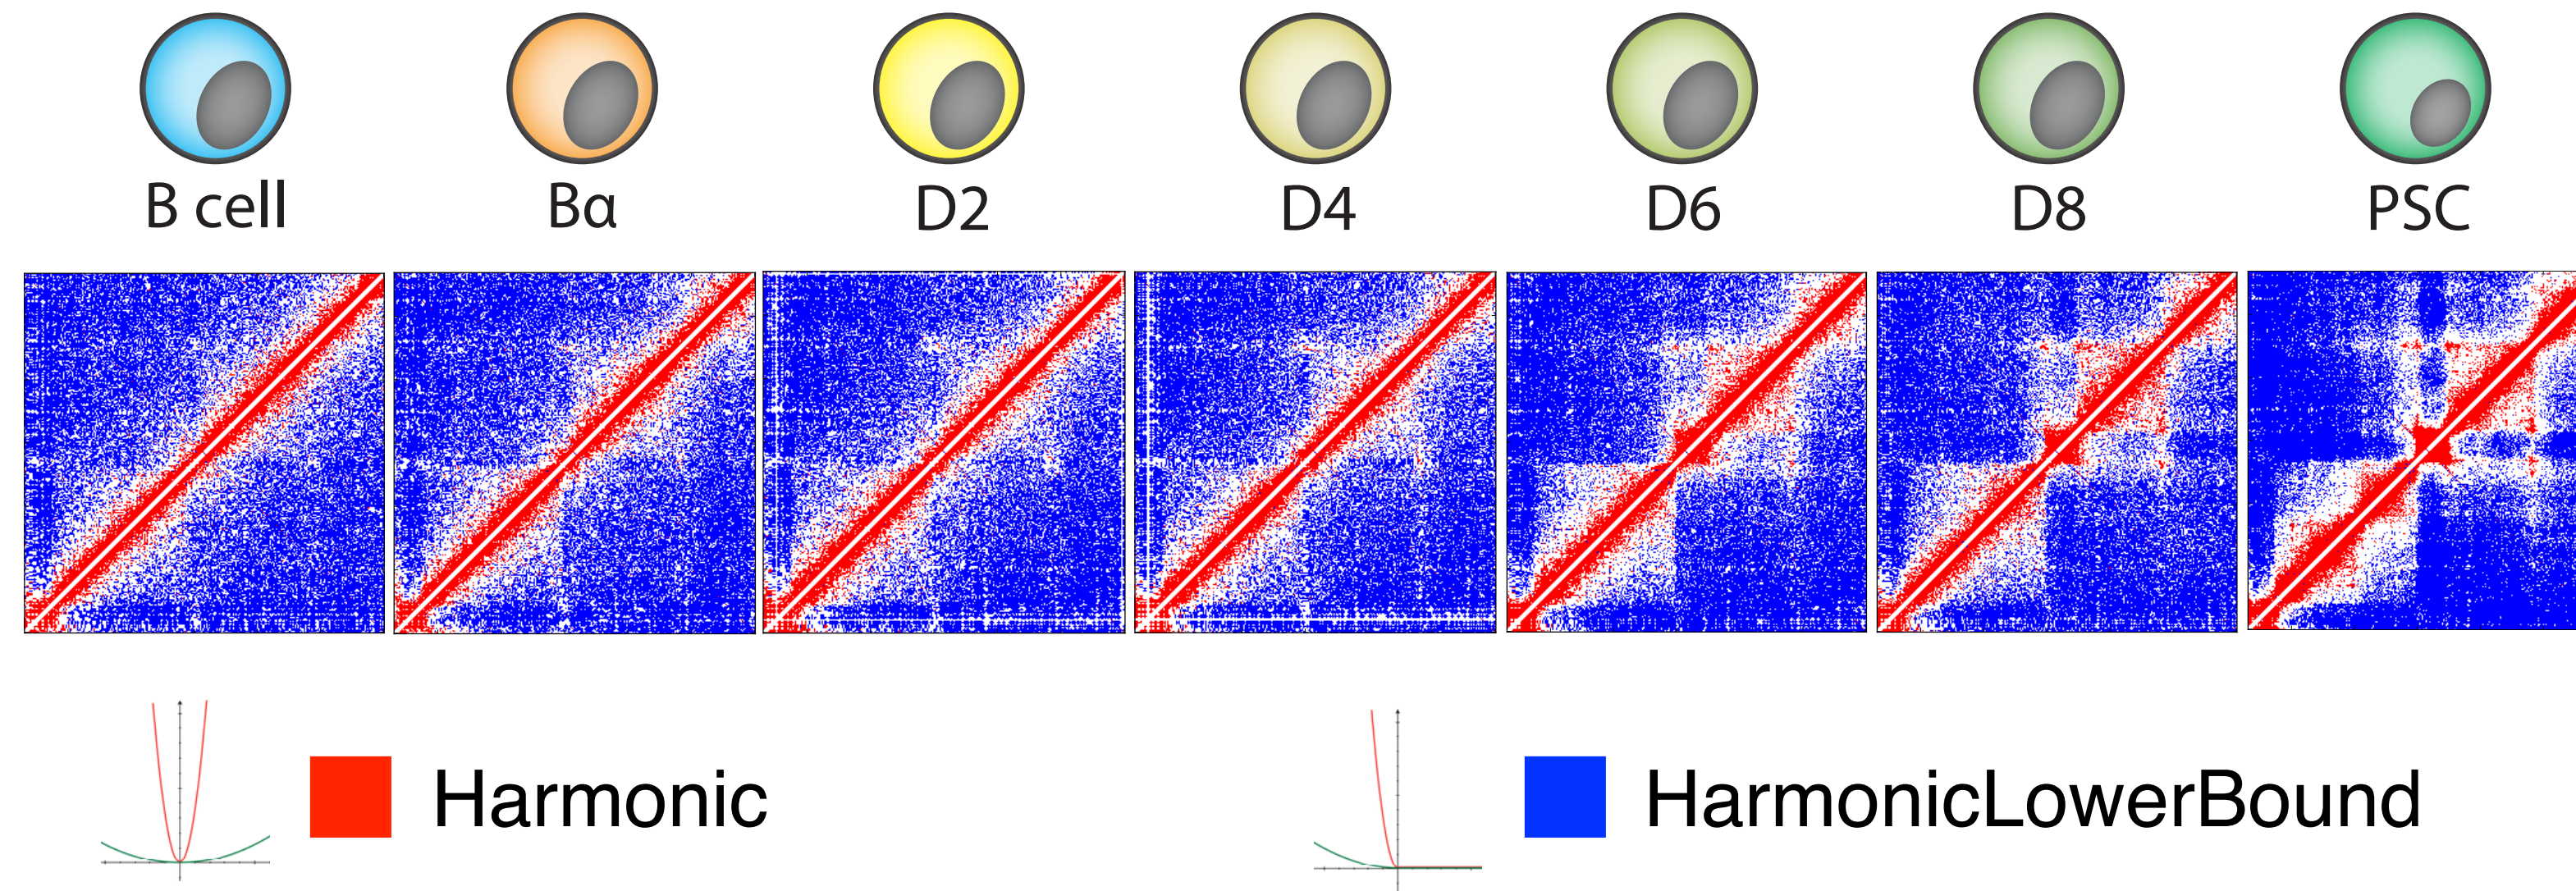 B cell
Bα
D2
D4
D6
D8
PSC
Harmonic
HarmonicLowerBound